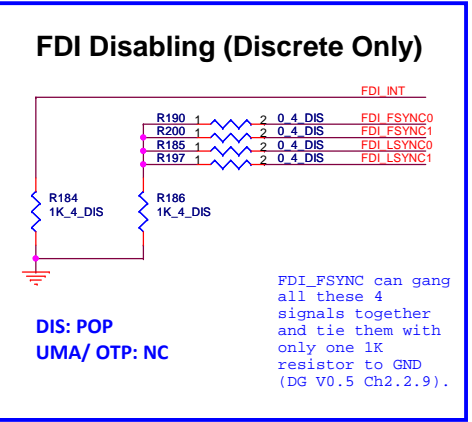 FDI Disabling (Discrete Only)
FDI_INT
R190 1 2 0_4_DIS FDI_FSYNC0
R200 1 2 0_4_DIS FDI_FSYNC1
R185 1 2 0_4_DIS FDI_LSYNC0
R197 1 2 0_4_DIS FDI_LSYNC1
R184
1K_4_DIS
R186
1K_4_DIS
DIS: POP
UMA/ OTP: NC
FDI_FSYNC can gang
all these 4
signals together
and tie them with
only one 1K
resistor to GND
(DG V0.5 Ch2.2.9).